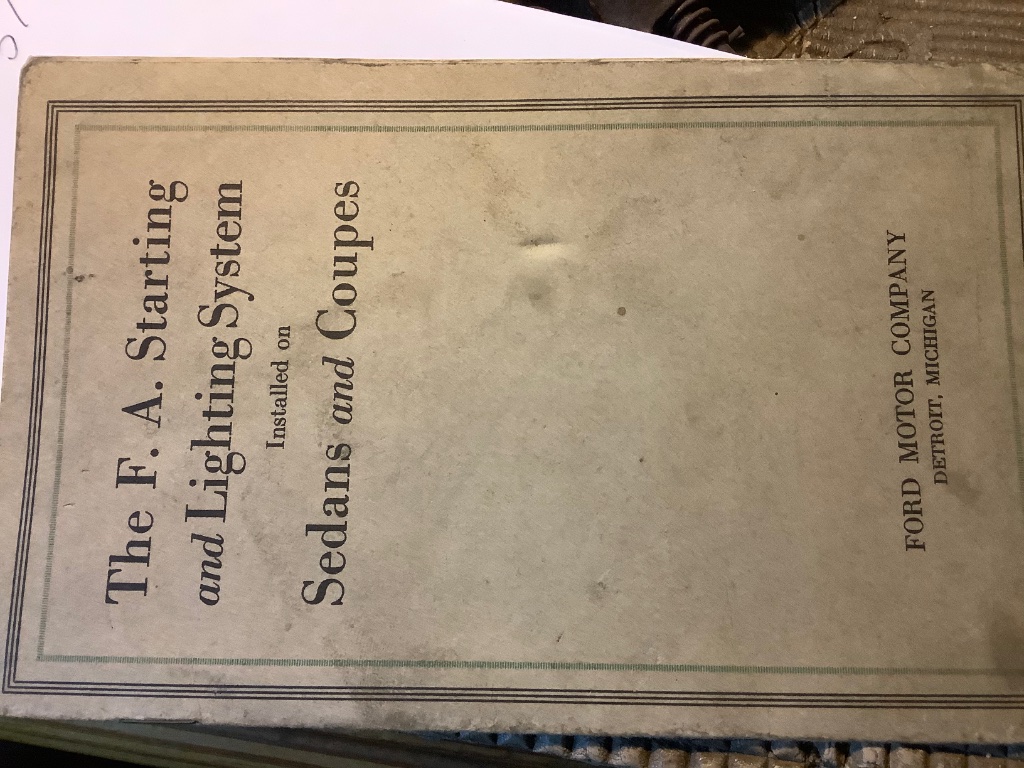 The F. A. Starting
and Lighting System
Installed on
Sedans and Coupes
FORD MOTOR COMPANY
DETROIT, MICHIGAN